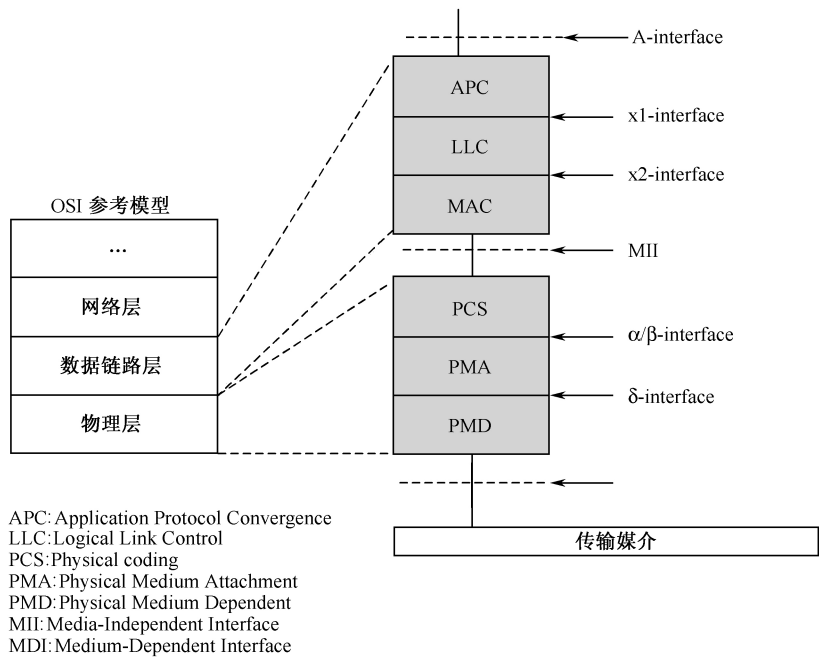 A-interface
APC
x1-interface
LLC
x2-interface
MAC
OSI 参考模型
...
MII
网络层
PCS
α/β-interface
数据链路层
PMA
δ-interface
物理层
PMD
传输媒介
APC:Application Protocol Convergence
LLC:Logical Link Control
PCS:Physical coding
PMA:Physical Medium Attachment
PMD:Physical Medium Dependent
MII:Media-Independent Interface
MDI:Medium-Dependent Interface